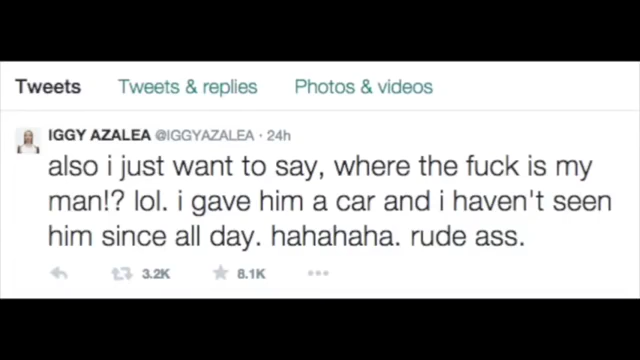 Tweets Tweets & replies Photos & videos
IGGY AZALEA @IGGYAZALEA · 24h
also i just want to say, where the fuck is my
man!? lol. i gave him a car and i haven't seen
him since all day. hahahaha. rude ass.
3.2K 8.1K